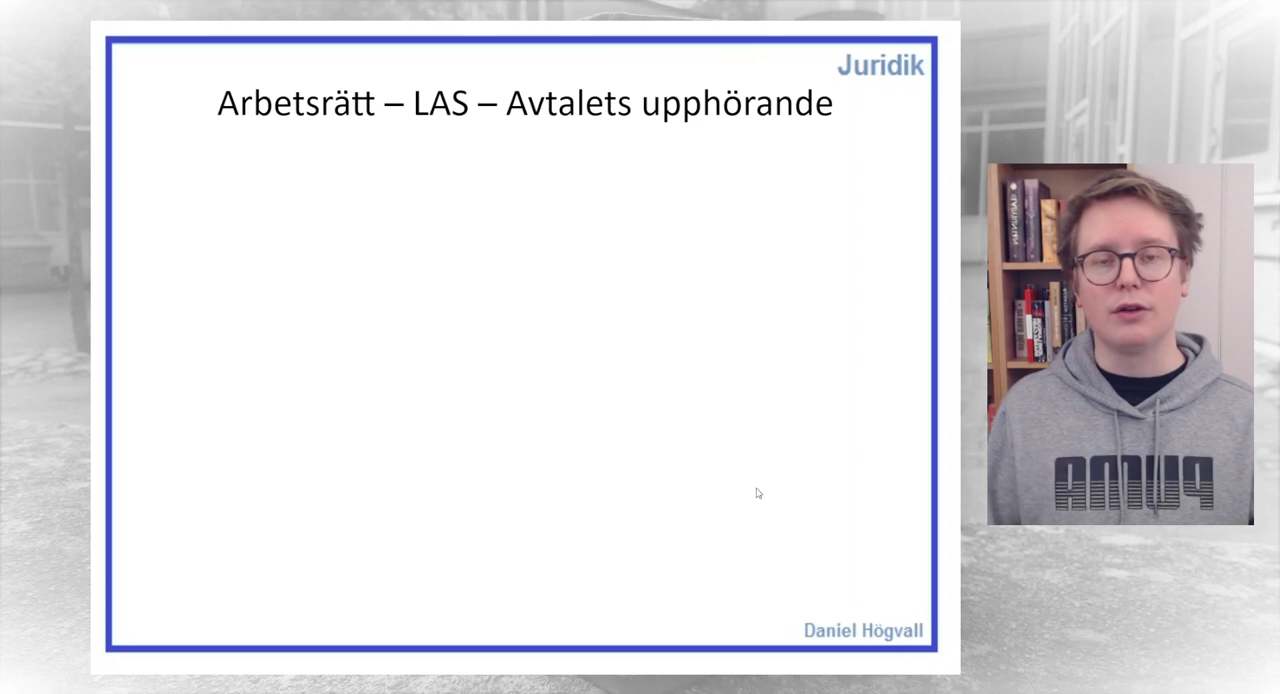 Juridik
Arbetsrätt – LAS – Avtalets upphörande
Daniel Högvall